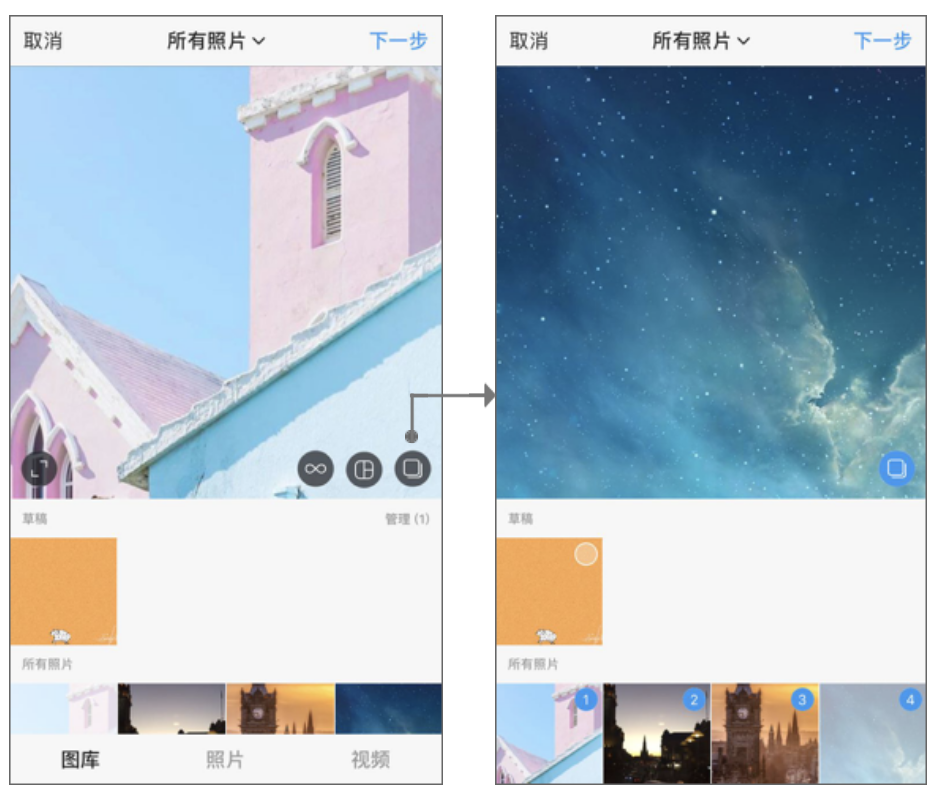 取消 所有照片 下一步
草稿 管理 (1)
所有照片
图库 照片 视频
取消 所有照片 下一步
草稿
所有照片
1 2 3 4